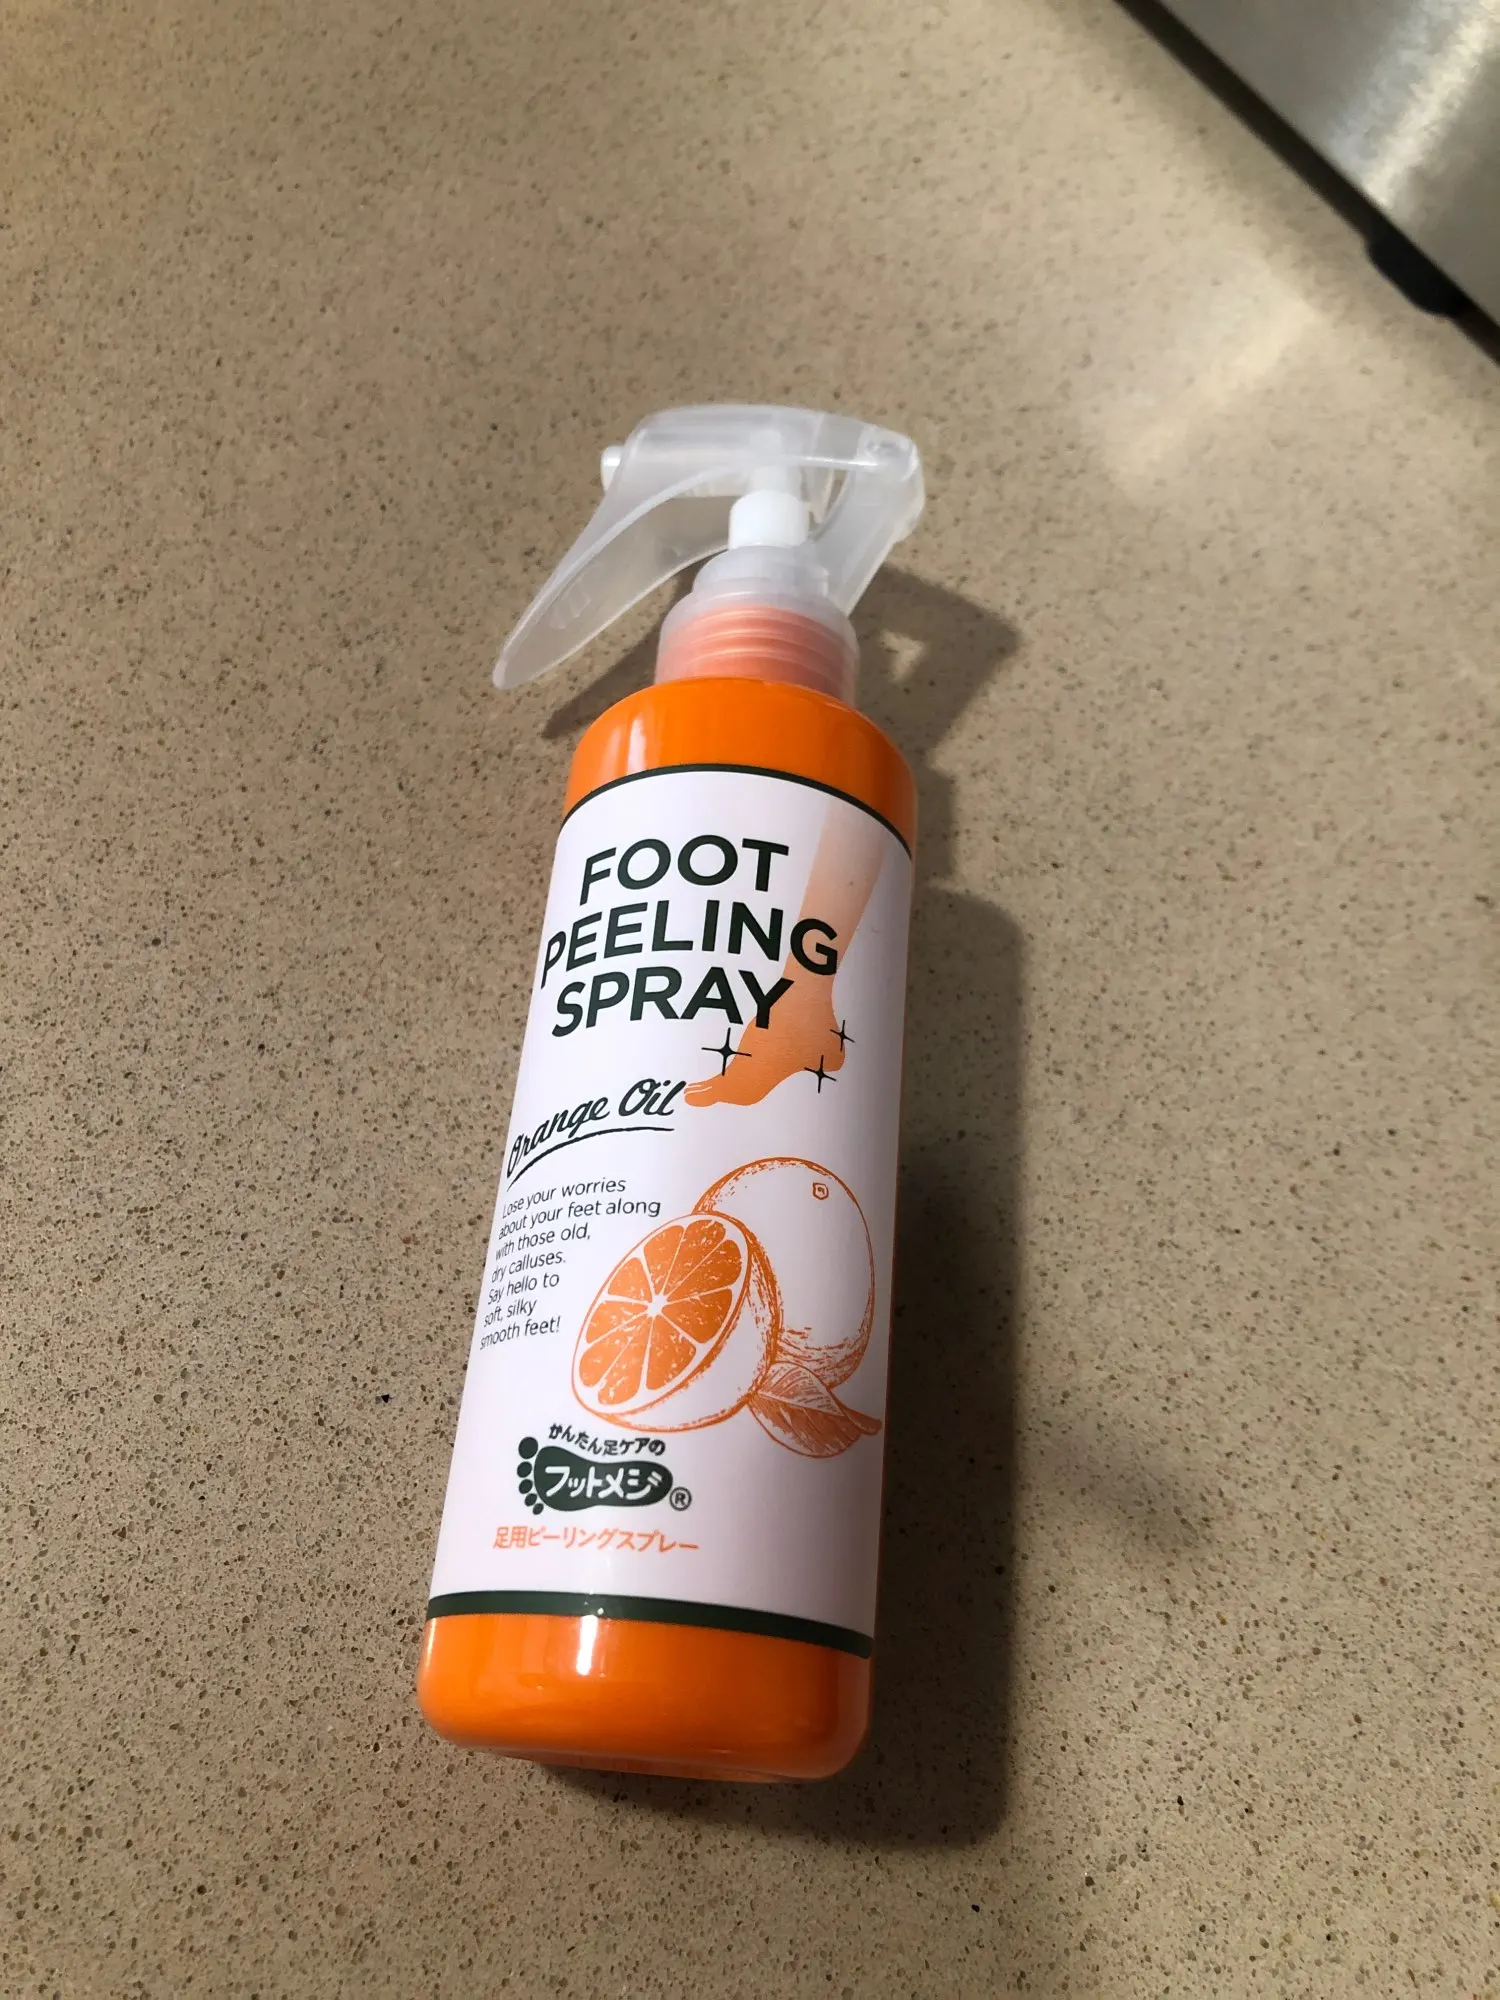 FOOT
PEELING
SPRAY
Orange Oil
Lose your worries
about your feet along
with those old,
dry calluses.
Say hello to
soft, silky
smooth feet!
かんたん足ケアの
フットメジ®
足用ピーリングスプレー